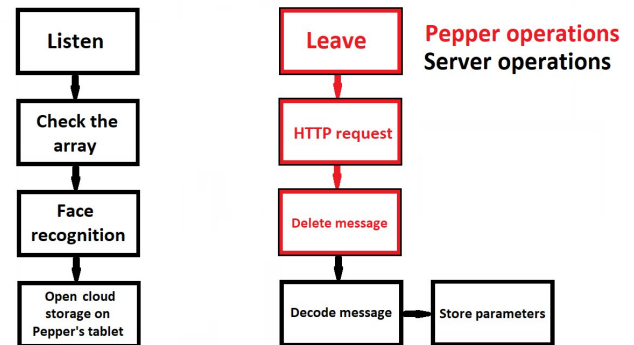 Listen
Check the
array
Face
recognition
Open cloud
storage on
Pepper's tablet
Leave
HTTP request
Delete message
Decode message
Store parameters
Pepper operations
Server operations